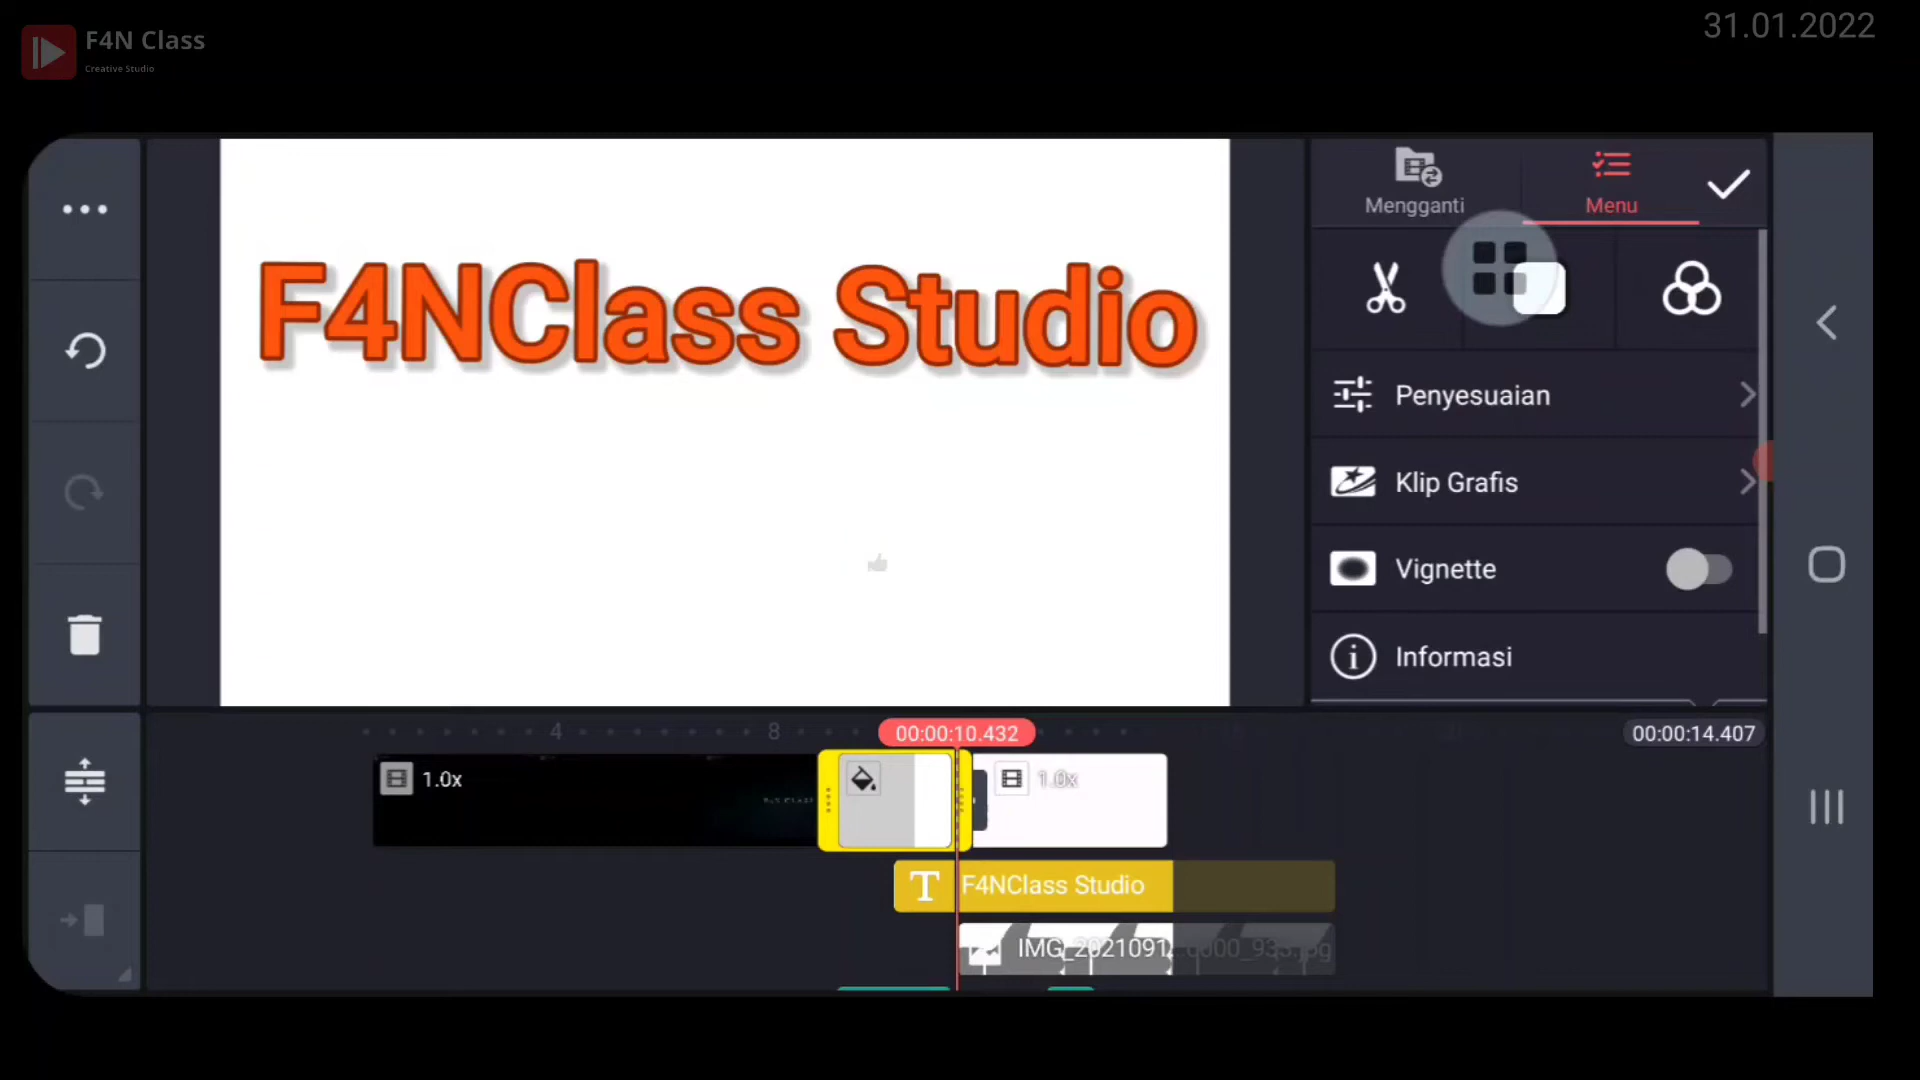 F4N Class
Creative Studio
31.01.2022
F4NClass Studio
Mengganti
Menu
Penyesuaian
Klip Grafis
Vignette
Informasi
4
8
00:00:10.432
00:00:14.407
1.0x
1.0x
T
F4NClass Studio
IMG_2021091